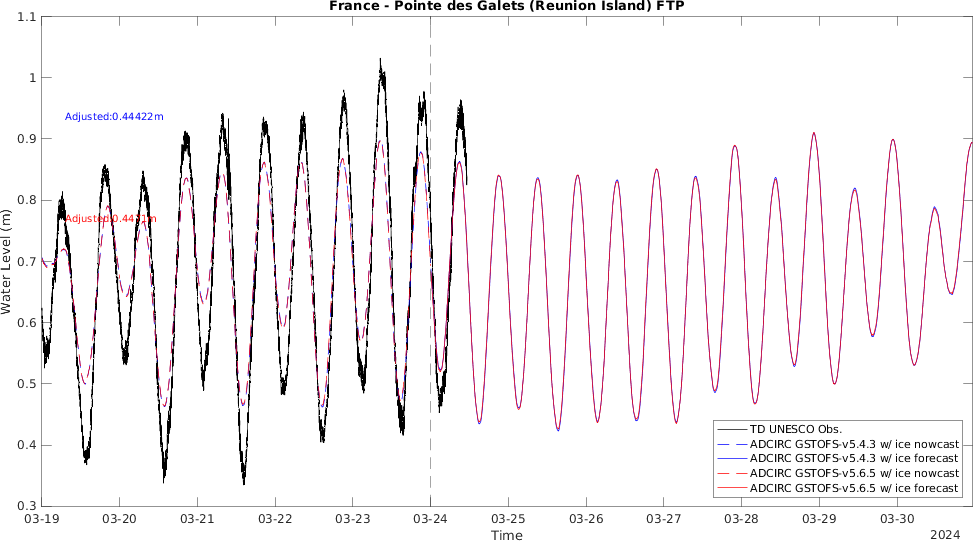 France - Pointe des Galets (Reunion Island) FTP
1.1
1
0.9
0.8
0.7
0.6
0.5
0.4
0.3
Water Level (m)
Adjusted:0.44422m
Adjusted:0.4431m
TD UNESCO Obs.
ADCIRC GSTOFS-v5.4.3 w/ ice nowcast
ADCIRC GSTOFS-v5.4.3 w/ ice forecast
ADCIRC GSTOFS-v5.6.5 w/ ice nowcast
ADCIRC GSTOFS-v5.6.5 w/ ice forecast
03-19 03-20 03-21 03-22 03-23 03-24 03-25 03-26 03-27 03-28 03-29 03-30
Time
2024